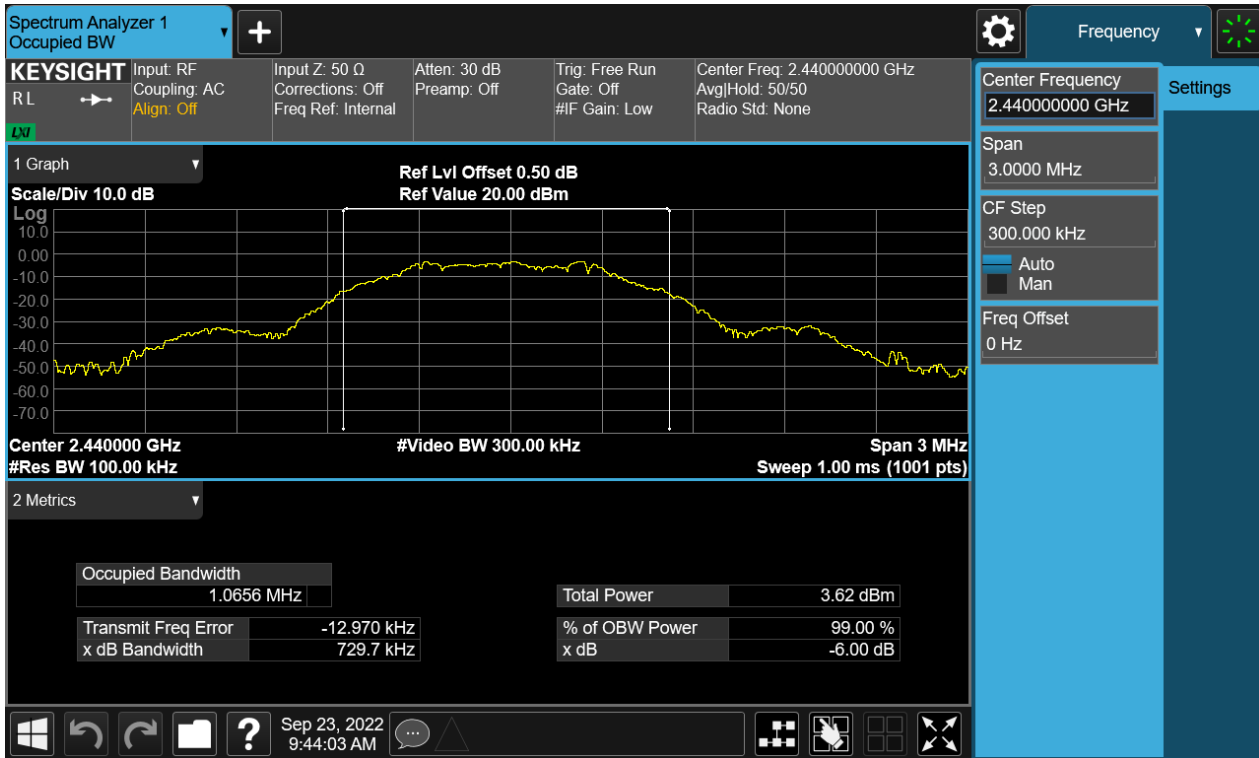 Spectrum Analyzer 1
Occupied BW
+
Frequency
KEYSIGHT
R L
LXI
Input: RF
Coupling: AC
Align: Off
Input Z: 50 Ω
Corrections: Off
Freq Ref: Internal
Atten: 30 dB
Preamp: Off
Trig: Free Run
Gate: Off
#IF Gain: Low
Center Freq: 2.440000000 GHz
Avg|Hold: 50/50
Radio Std: None
Center Frequency
2.440000000 GHz
Settings
Span
3.0000 MHz
CF Step
300.000 kHz
Auto
Man
Freq Offset
0 Hz
1 Graph
Scale/Div 10.0 dB
Ref Lvl Offset 0.50 dB
Ref Value 20.00 dBm
Log
10.0
0.00
-10.0
-20.0
-30.0
-40.0
-50.0
-60.0
-70.0
Center 2.440000 GHz
#Video BW 300.00 kHz
Span 3 MHz
#Res BW 100.00 kHz
Sweep 1.00 ms (1001 pts)
2 Metrics
Occupied Bandwidth
1.0656 MHz
Total Power 3.62 dBm
Transmit Freq Error -12.970 kHz
% of OBW Power 99.00 %
x dB Bandwidth 729.7 kHz
x dB -6.00 dB
?
Sep 23, 2022
9:44:03 AM